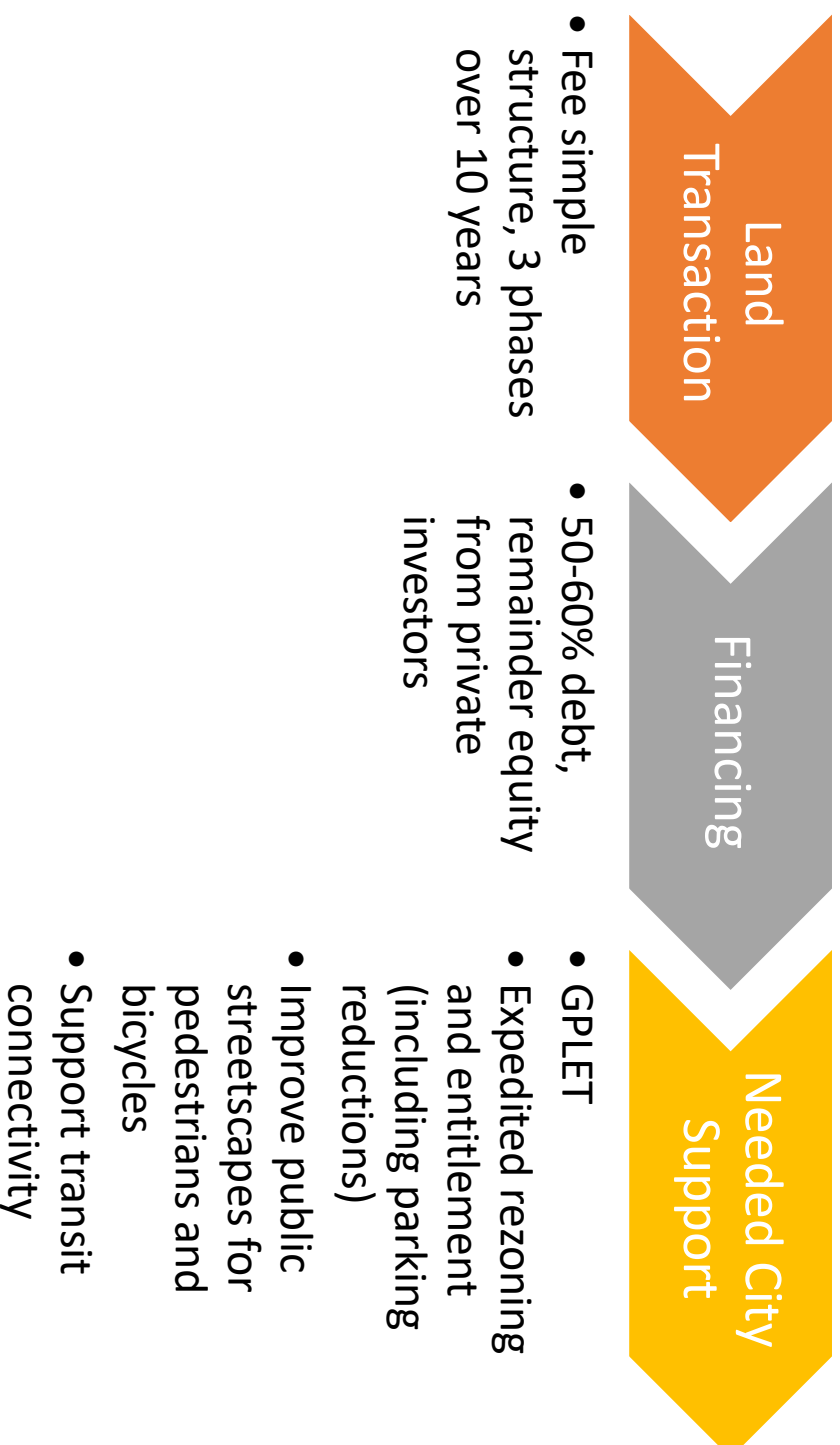 Land
Transaction
• Fee simple
structure, 3 phases
over 10 years
Financing
• 50-60% debt,
remainder equity
from private
investors
Needed City
Support
• GPLET
• Expedited rezoning
and entitlement
(including parking
reductions)
• Improve public
streetscapes for
pedestrians and
bicycles
• Support transit
connectivity